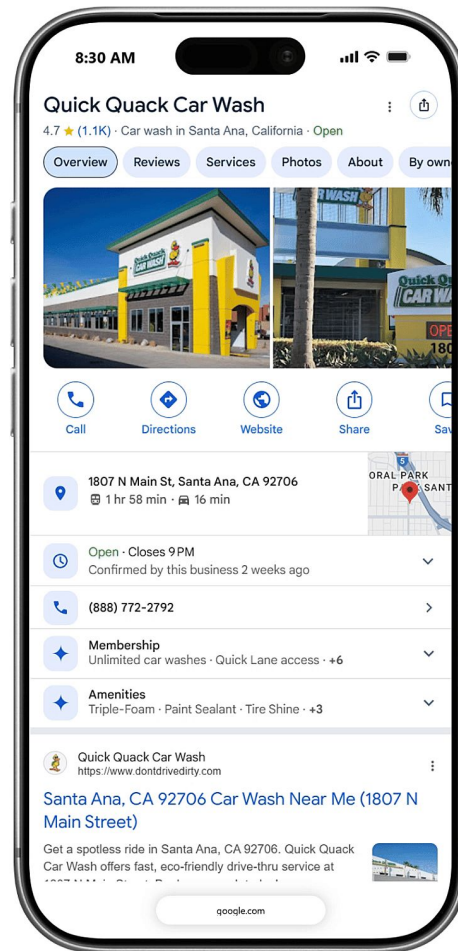 8:30 AM
Quick Quack Car Wash
4.7 ★ (1.1K) · Car wash in Santa Ana, California · Open
Overview
Reviews
Services
Photos
About
By own
Quick Quack
CAR WASH
WASH
Quick Qu
CAR W
OPE
180
Call
Directions
Website
Share
Sav
1807 N Main St, Santa Ana, CA 92706
1 hr 58 min · 16 min
5
ORAL PARK
SANT
Open · Closes 9 PM
Confirmed by this business 2 weeks ago
(888) 772-2792
Membership
Unlimited car washes · Quick Lane access · +6
Amenities
Triple-Foam · Paint Sealant · Tire Shine · +3
Quick Quack Car Wash
https://www.dontdrivedirty.com
Santa Ana, CA 92706 Car Wash Near Me (1807 N
Main Street)
Get a spotless ride in Santa Ana, CA 92706. Quick Quack
Car Wash offers fast, eco-friendly drive-thru service at
google.com